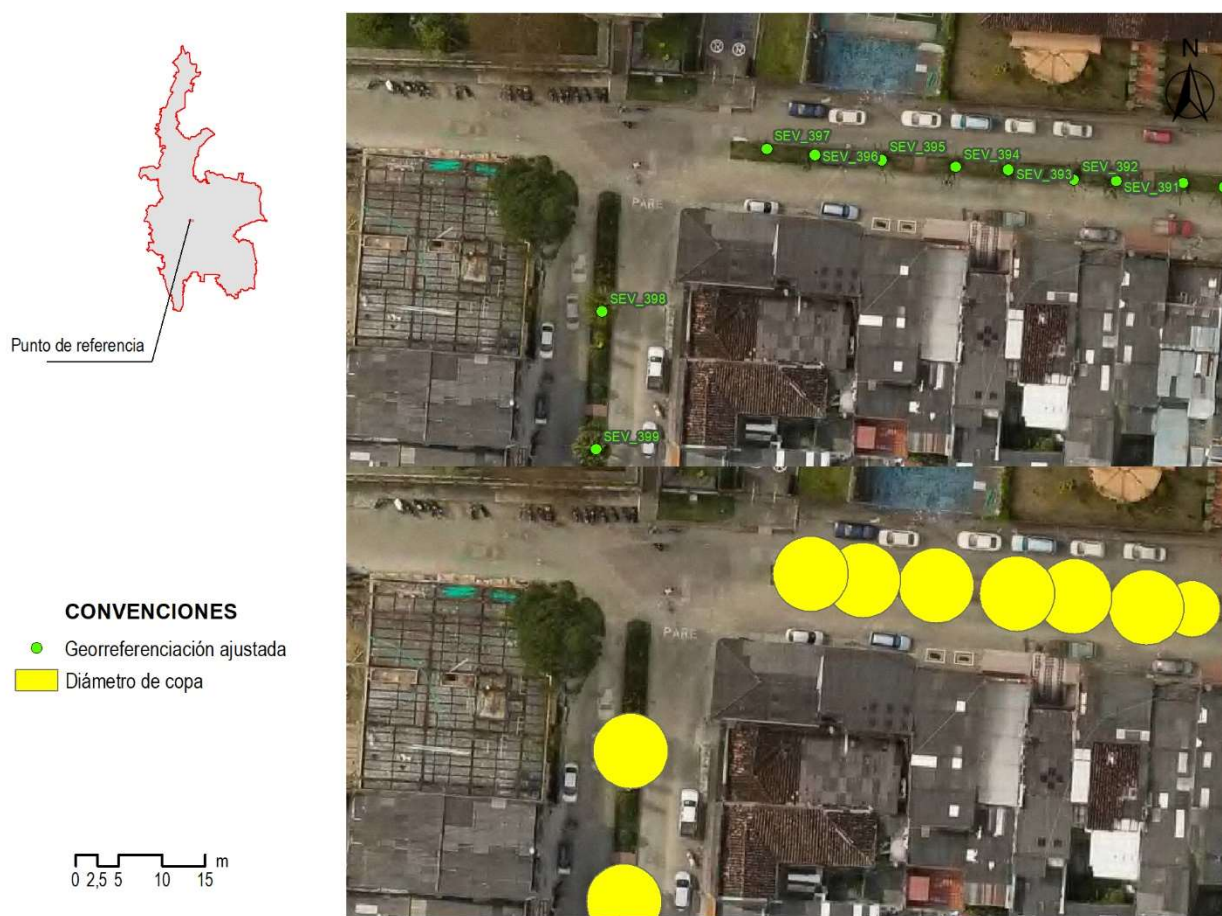 Punto de referencia
N
SEV_397
SEV_396
SEV_395
SEV_394
SEV_393
SEV_392
SEV_391
PARE
SEV_398
SEV_399
PARE
CONVENCIONES
Georreferenciación ajustada
Diámetro de copa
0 2,5 5 10 15 m